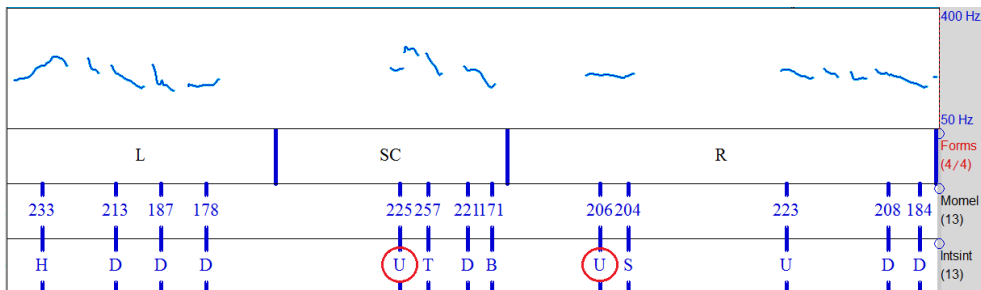 400 Hz
50 Hz
L SC R Forms
(4/4)
233 213 187 178 225 257 221 171 206 204 223 208 184 Momel
(13)
H D D D U T D B U S U D D Intsint
(13)